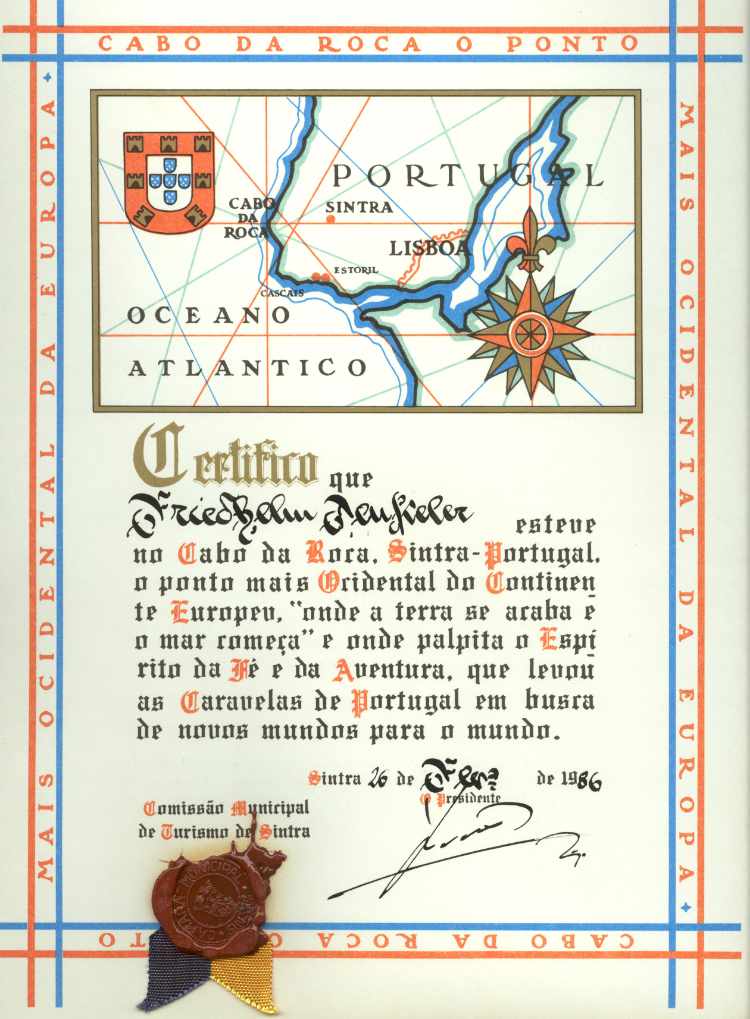 CABO DA ROCA O PONTO
MAIS OCIDENTAL DA EUROPA
MAIS OCIDENTAL DA EUROPA
PORTUGAL
CABO
DA
ROCA
SINTRA
LISBOA
ESTORIL
CASCAIS
OCEANO
ATLANTICO
Certifico que
Friedhelm esteve
no Cabo da Roca, Sintra-Portugal,
o ponto mais Ocidental do Continen
te Europeu, "onde a terra se acaba e
o mar começa" e onde palpita o Espí
rito da Fé e da Aventura, que levou
as Caravelas de Portugal em busca
de novos mundos para o mundo.
Sintra 26 de de 1986
O Presidente
Comissão Municipal
de Turismo de Sintra
CABO DA ROCA O TO